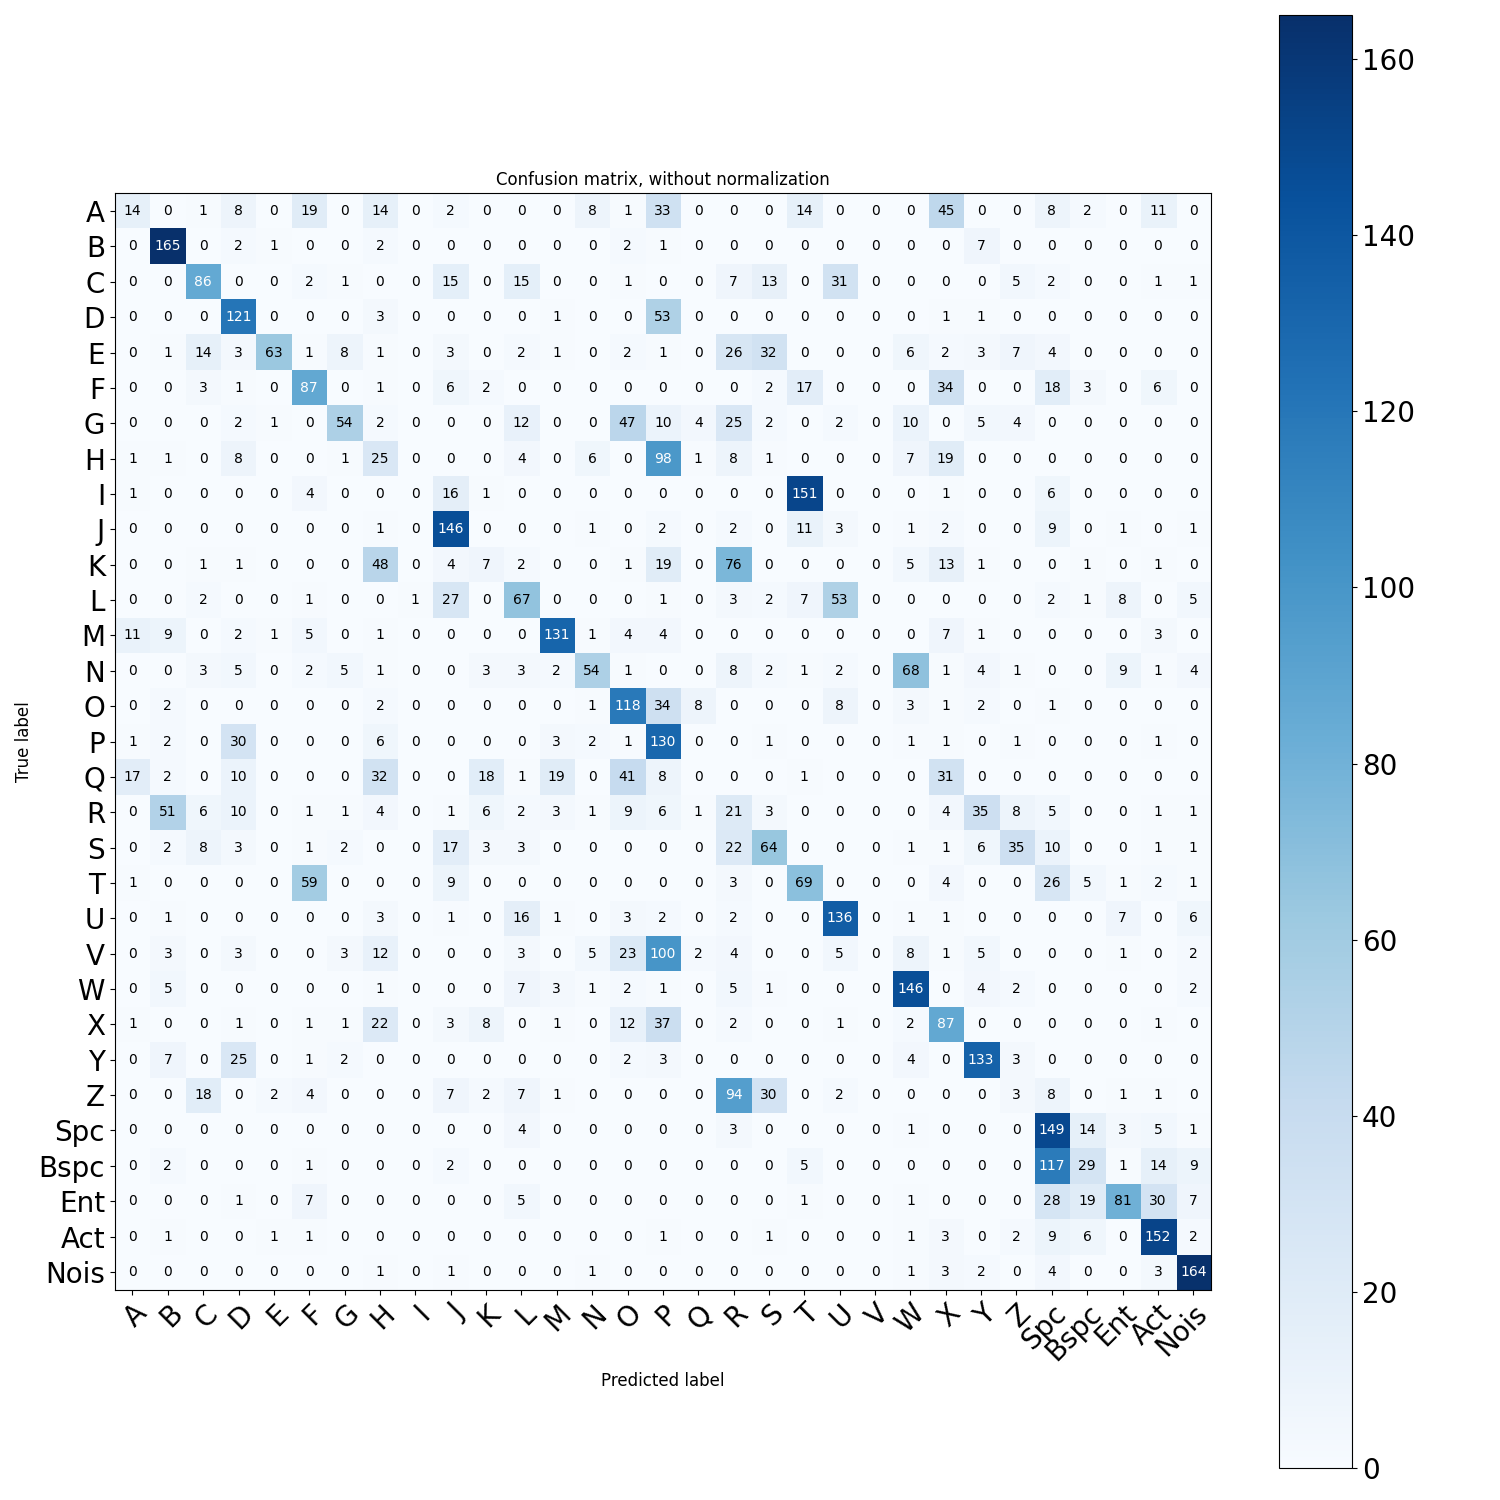 Confusion matrix, without normalization
A 14 0 1 8 0 19 0 14 0 2 0 0 0 8 1 33 0 0 0 14 0 0 0 45 0 0 8 2 0 11 0
B 0 165 0 2 1 0 0 2 0 0 0 0 0 0 2 1 0 0 0 0 0 0 0 0 7 0 0 0 0 0 0
C 0 0 86 0 0 2 1 0 0 15 0 15 0 0 1 0 0 7 13 0 31 0 0 0 0 5 2 0 0 1 1
D 0 0 0 121 0 0 0 3 0 0 0 0 1 0 0 53 0 0 0 0 0 0 0 1 1 0 0 0 0 0 0
E 0 1 14 3 63 1 8 1 0 3 0 2 1 0 2 1 0 26 32 0 0 0 6 2 3 7 4 0 0 0 0
F 0 0 3 1 0 87 0 1 0 6 2 0 0 0 0 0 0 0 2 17 0 0 0 34 0 0 18 3 0 6 0
G 0 0 0 2 1 0 54 2 0 0 0 12 0 0 47 10 4 25 2 0 2 0 10 0 5 4 0 0 0 0 0
H 1 1 0 8 0 0 1 25 0 0 0 4 0 6 0 98 1 8 1 0 0 0 7 19 0 0 0 0 0 0 0
I 1 0 0 0 0 4 0 0 0 16 1 0 0 0 0 0 0 0 0 151 0 0 0 1 0 0 6 0 0 0 0
J 0 0 0 0 0 0 0 1 0 146 0 0 0 1 0 2 0 2 0 11 3 0 1 2 0 0 9 0 1 0 1
K 0 0 1 1 0 0 0 48 0 4 7 2 0 0 1 19 0 76 0 0 0 0 5 13 1 0 0 1 0 1 0
L 0 0 2 0 0 1 0 0 1 27 0 67 0 0 0 1 0 3 2 7 53 0 0 0 0 0 2 1 8 0 5
M 11 9 0 2 1 5 0 1 0 0 0 0 131 1 4 4 0 0 0 0 0 0 0 7 1 0 0 0 0 3 0
N 0 0 3 5 0 2 5 1 0 0 3 3 2 54 1 0 0 8 2 1 2 0 68 1 4 1 0 0 9 1 4
O 0 2 0 0 0 0 0 2 0 0 0 0 0 1 118 34 8 0 0 0 8 0 3 1 2 0 1 0 0 0 0
P 1 2 0 30 0 0 0 6 0 0 0 0 3 2 1 130 0 0 1 0 0 0 1 1 0 1 0 0 0 1 0
Q 17 2 0 10 0 0 0 32 0 0 18 1 19 0 41 8 0 0 0 1 0 0 0 31 0 0 0 0 0 0 0
R 0 51 6 10 0 1 1 4 0 1 6 2 3 1 9 6 1 21 3 0 0 0 0 4 35 8 5 0 0 1 1
S 0 2 8 3 0 1 2 0 0 17 3 3 0 0 0 0 0 22 64 0 0 0 1 1 6 35 10 0 0 1 1
T 1 0 0 0 0 59 0 0 0 9 0 0 0 0 0 0 0 3 0 69 0 0 0 4 0 0 26 5 1 2 1
U 0 1 0 0 0 0 0 3 0 1 0 16 1 0 3 2 0 2 0 0 136 0 1 1 0 0 0 0 7 0 6
V 0 3 0 3 0 0 3 12 0 0 0 3 0 5 23 100 2 4 0 0 5 0 8 1 5 0 0 0 1 0 2
W 0 5 0 0 0 0 0 1 0 0 0 7 3 1 2 1 0 5 1 0 0 0 146 0 4 2 0 0 0 0 2
X 1 0 0 1 0 1 1 22 0 3 8 0 1 0 12 37 0 2 0 0 1 0 2 87 0 0 0 0 0 1 0
Y 0 7 0 25 0 1 2 0 0 0 0 0 0 0 2 3 0 0 0 0 0 0 4 0 133 3 0 0 0 0 0
Z 0 0 18 0 2 4 0 0 0 7 2 7 1 0 0 0 0 94 30 0 2 0 0 0 0 3 8 0 1 1 0
Spc 0 0 0 0 0 0 0 0 0 0 0 4 0 0 0 0 0 3 0 0 0 0 1 0 0 0 149 14 3 5 1
Bspc 0 2 0 0 0 1 0 0 0 2 0 0 0 0 0 0 0 0 0 5 0 0 0 0 0 0 117 29 1 14 9
Ent 0 0 0 1 0 7 0 0 0 0 0 5 0 0 0 0 0 0 0 1 0 0 1 0 0 0 28 19 81 30 7
Act 0 1 0 0 1 1 0 0 0 0 0 0 0 0 0 1 0 0 1 0 0 0 1 3 0 2 9 6 0 152 2
Nois 0 0 0 0 0 0 0 1 0 1 0 0 0 1 0 0 0 0 0 0 0 0 1 3 2 0 4 0 0 3 164
A B C D E F G H I J K L M N O P Q R S T U V W X Y Z Spc Bspc Ent Act Nois
Predicted label
True label
160
140
120
100
80
60
40
20
0